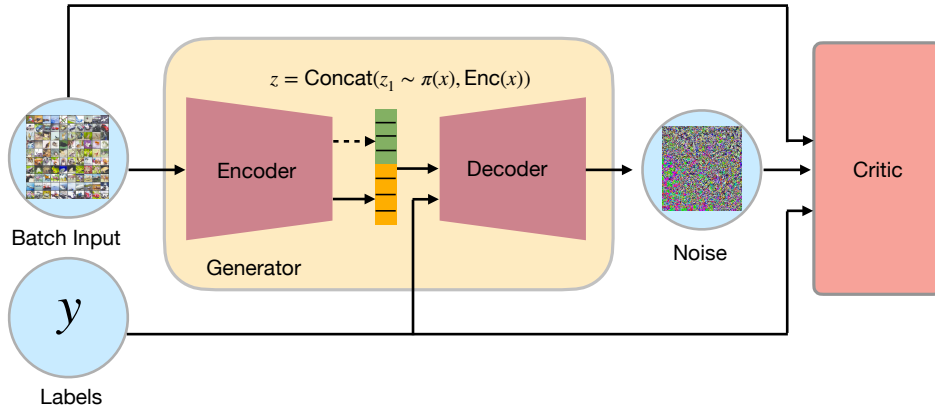 z = Concat(z₁ ∼ π(x), Enc(x))
Encoder
Decoder
Critic
Batch Input
Generator
Noise
y
Labels